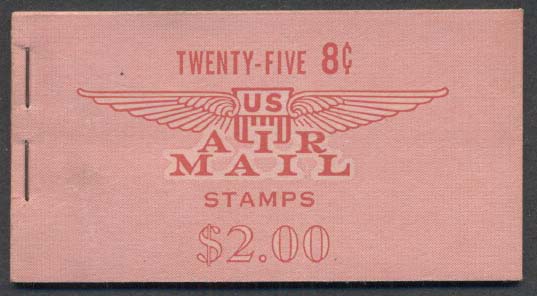 TWENTY-FIVE 8¢
US
AIR
MAIL
STAMPS
$2.00